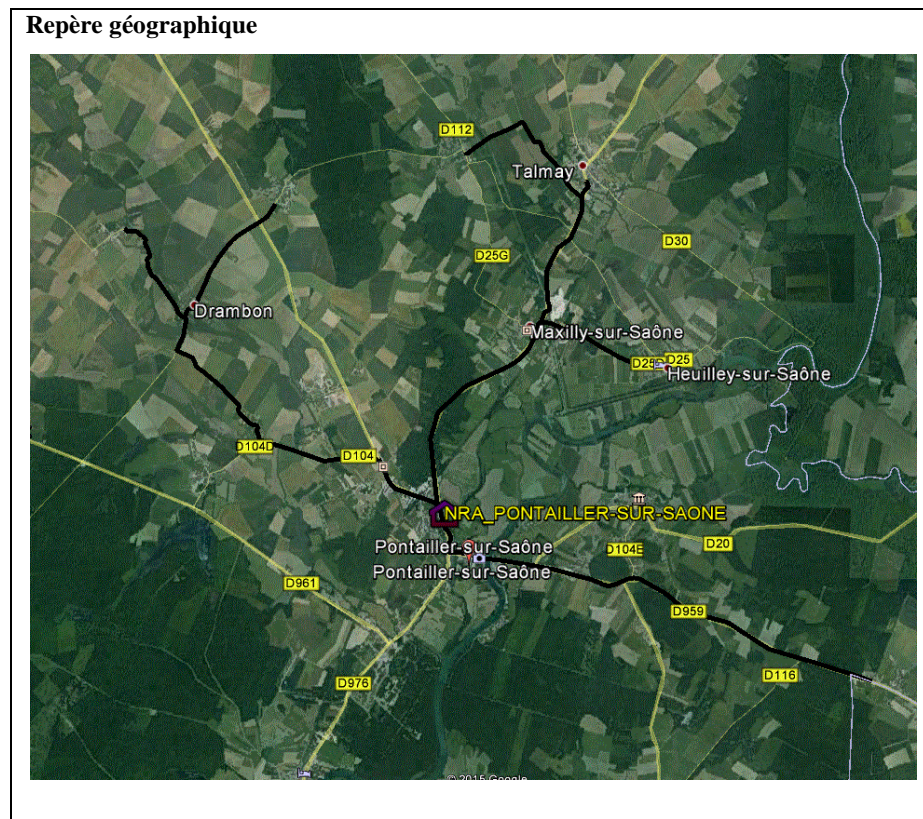 Repère géographique
D112
Talmay
D30
D25G
Drambon
Maxilly-sur-Saône
D25
Heuilley-sur-Saône
D104D
D104
NRA_PONTAILLER-SUR-SAONE
Pontailler-sur-Saône
D104E
D20
Pontailler-sur-Saône
D961
D959
D116
D976
© 2015 Google